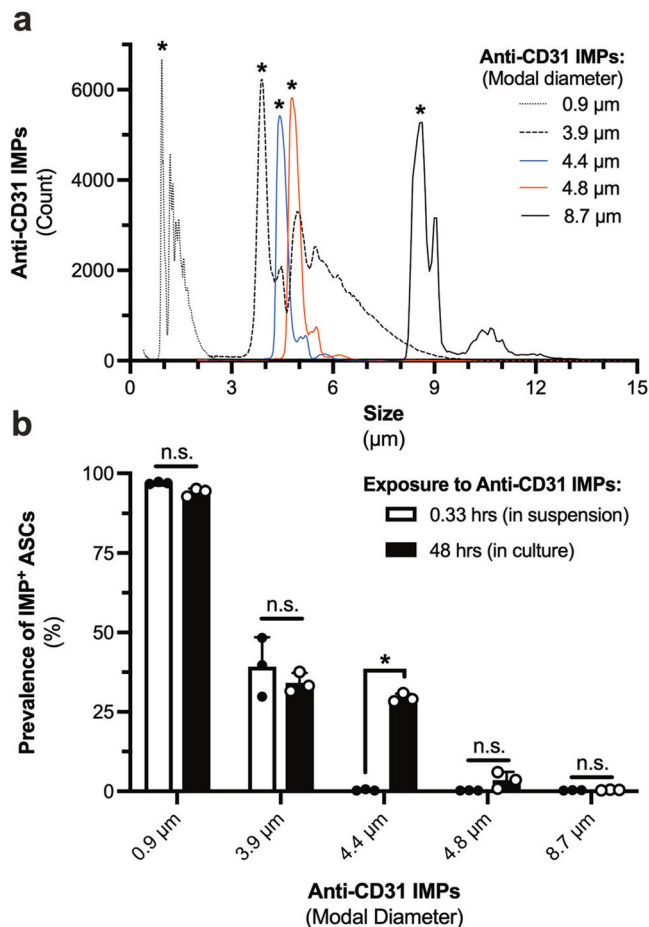 a
* * * * *
Anti-CD31 IMPs:
(Modal diameter)
0.9 µm
3.9 µm
4.4 µm
4.8 µm
8.7 µm
Anti-CD31 IMPs
(Count)
6000
4000
2000
0
0 3 6 9 12 15
Size
(µm)
b
n.s. n.s. * n.s. n.s.
Exposure to Anti-CD31 IMPs:
0.33 hrs (in suspension)
48 hrs (in culture)
Prevalence of IMP⁺ ASCs
(%)
100
75
50
25
0
0.9 µm 3.9 µm 4.4 µm 4.8 µm 8.7 µm
Anti-CD31 IMPs
(Modal Diameter)